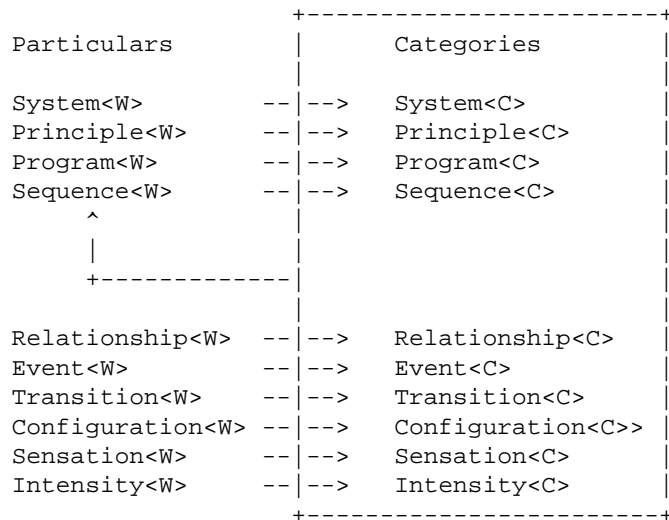 +-------------------------+
Particulars             |       Categories        |
                        |                         |
System<W>            --|-->    System<C>          |
Principle<W>         --|-->    Principle<C>       |
Program<W>           --|-->    Program<C>         |
Sequence<W>          --|-->    Sequence<C>        |
      ^                 |                         |
      |                 |                         |
      +-------------|                         |
                        |                         |
Relationship<W>  --|-->    Relationship<C>    |
Event<W>             --|-->    Event<C>           |
Transition<W>        --|-->    Transition<C>      |
Configuration<W> --|-->    Configuration<C>> |
Sensation<W>         --|-->    Sensation<C>       |
Intensity<W>         --|-->    Intensity<C>       |
                        +-------------------------+